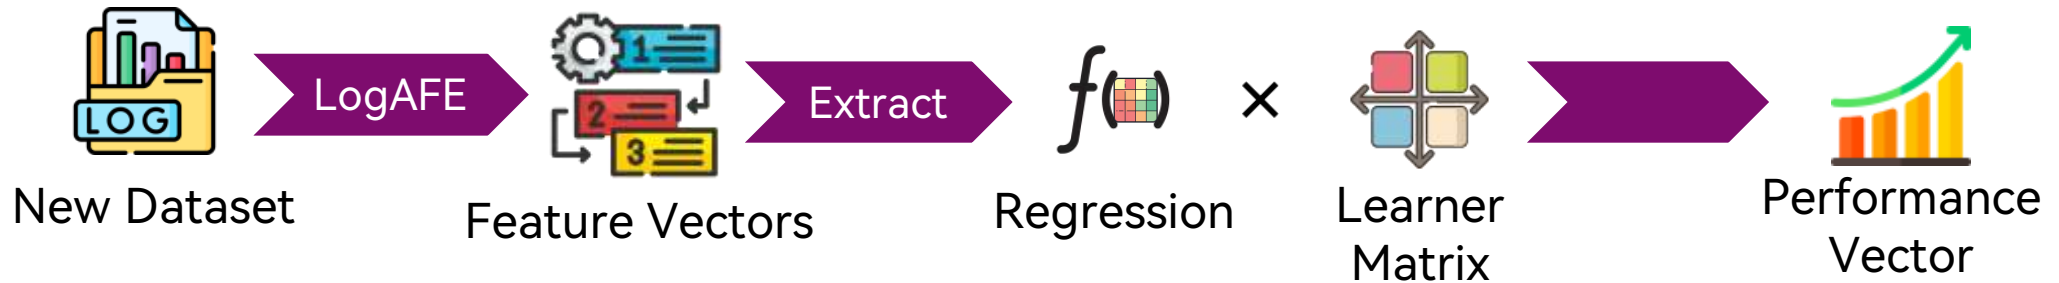 LOG
New Dataset
LogAFE
1
2
3
Feature Vectors
Extract
f( )
Regression
×
Learner
Matrix
Performance
Vector